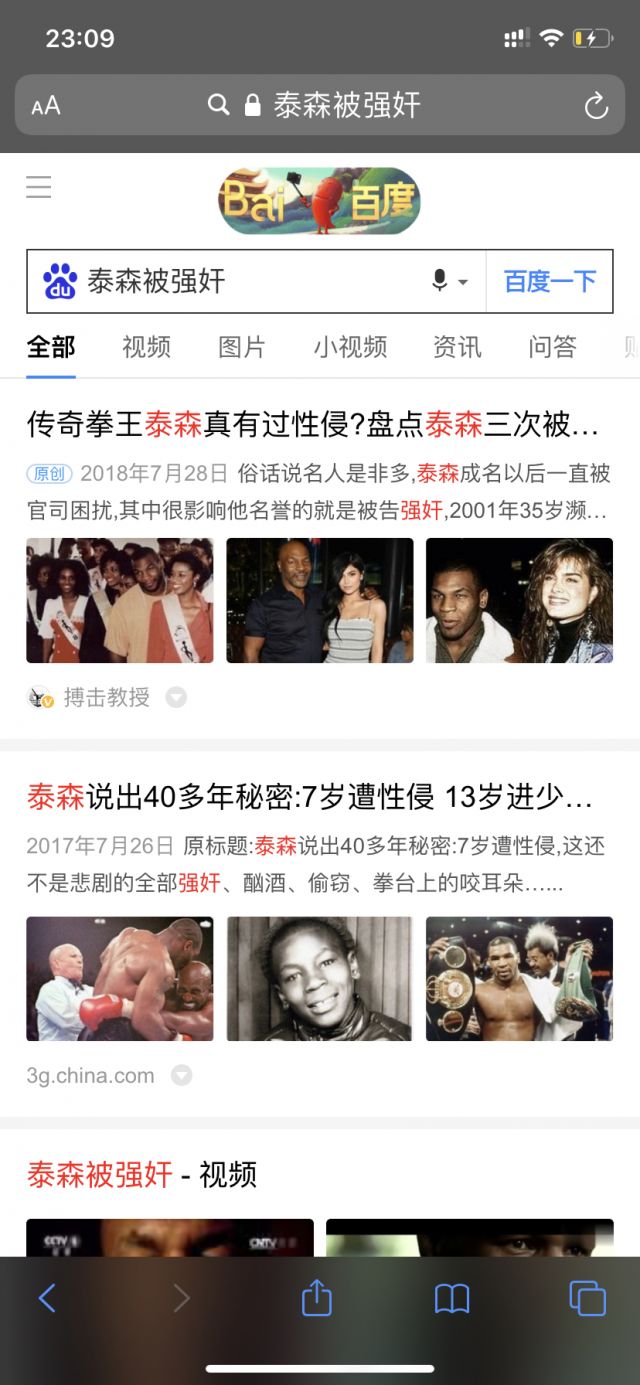 23:09
AA 泰森被强奸
Bai 百度
du 泰森被强奸 百度一下
全部 视频 图片 小视频 资讯 问答
传奇拳王泰森真有过性侵?盘点泰森三次被...
原创 2018年7月28日 俗话说名人是非多,泰森成名以后一直被
官司困扰,其中很影响他名誉的就是被告强奸,2001年35岁濒...
搏击教授
泰森说出40多年秘密:7岁遭性侵 13岁进少...
2017年7月26日 原标题:泰森说出40多年秘密:7岁遭性侵,这还
不是悲剧的全部强奸、酗酒、偷窃、拳台上的咬耳朵......
3g.china.com
泰森被强奸 - 视频
CCTV CNTV